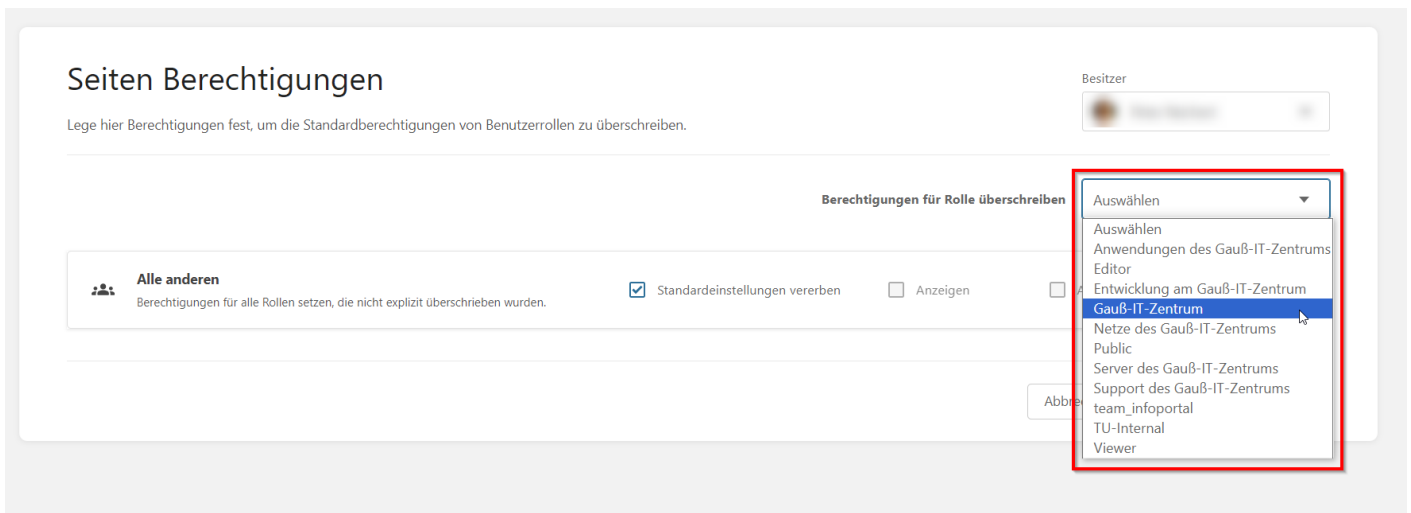 Seiten Berechtigungen
Besitzer
Lege hier Berechtigungen fest, um die Standardberechtigungen von Benutzerrollen zu überschreiben.
Berechtigungen für Rolle überschreiben
Auswählen
Auswählen
Anwendungen des Gauß-IT-Zentrums
Editor
Entwicklung am Gauß-IT-Zentrum
Gauß-IT-Zentrum
Netze des Gauß-IT-Zentrums
Public
Server des Gauß-IT-Zentrums
Support des Gauß-IT-Zentrums
team_infoportal
TU-Internal
Viewer
Alle anderen
Berechtigungen für alle Rollen setzen, die nicht explizit überschrieben wurden.
Standardeinstellungen vererben
Anzeigen